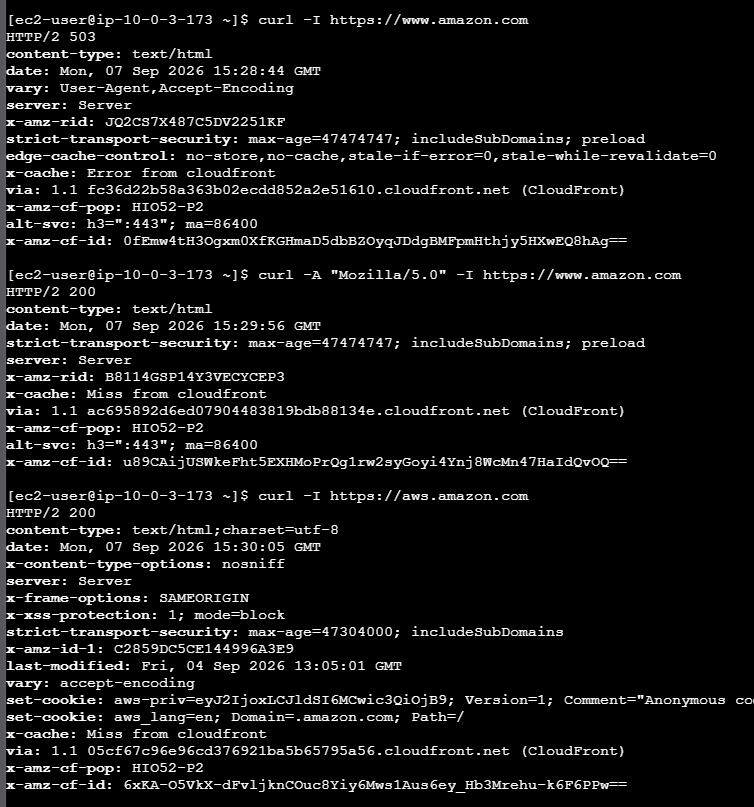 [ec2-user@ip-10-0-3-173 ~]$ curl -I https://www.amazon.com
HTTP/2 503
content-type: text/html
date: Mon, 07 Sep 2026 15:28:44 GMT
vary: User-Agent,Accept-Encoding
server: Server
x-amz-rid: JQ2CS7X487C5DV2251KF
strict-transport-security: max-age=47474747; includeSubDomains; preload
edge-cache-control: no-store,no-cache,stale-if-error=0,stale-while-revalidate=0
x-cache: Error from cloudfront
via: 1.1 fc36d22b58a363b02ecdd852a2e51610.cloudfront.net (CloudFront)
x-amz-cf-pop: HIO52-P2
alt-svc: h3=":443"; ma=86400
x-amz-cf-id: 0fEmw4tH3Ogxm0XfKGHmaD5dbBZOyqJDdgBMFpmHthjy5HXwEQ8hAg==
[ec2-user@ip-10-0-3-173 ~]$ curl -A "Mozilla/5.0" -I https://www.amazon.com
HTTP/2 200
content-type: text/html
date: Mon, 07 Sep 2026 15:29:56 GMT
strict-transport-security: max-age=47474747; includeSubDomains; preload
server: Server
x-amz-rid: B8114GSP14Y3VECYCEP3
x-cache: Miss from cloudfront
via: 1.1 ac695892d6ed07904483819bdb88134e.cloudfront.net (CloudFront)
x-amz-cf-pop: HIO52-P2
alt-svc: h3=":443"; ma=86400
x-amz-cf-id: u89CAijUSWkeFht5EXHMoPrQg1rw2syGoyi4Ynj8WcMn47HaIdQvOQ==
[ec2-user@ip-10-0-3-173 ~]$ curl -I https://aws.amazon.com
HTTP/2 200
content-type: text/html;charset=utf-8
date: Mon, 07 Sep 2026 15:30:05 GMT
x-content-type-options: nosniff
server: Server
x-frame-options: SAMEORIGIN
x-xss-protection: 1; mode=block
strict-transport-security: max-age=47304000; includeSubDomains
x-amz-id-1: C2859DC5CE144996A3E9
last-modified: Fri, 04 Sep 2026 13:05:01 GMT
vary: accept-encoding
set-cookie: aws-priv=eyJ2IjoxLCJldSI6MCwic3QiOjB9; Version=1; Comment="Anonymous co
set-cookie: aws_lang=en; Domain=.amazon.com; Path=/
x-cache: Miss from cloudfront
via: 1.1 05cf67c96e96cd376921ba5b65795a56.cloudfront.net (CloudFront)
x-amz-cf-pop: HIO52-P2
x-amz-cf-id: 6xKA-O5VkX-dFvljknCOuc8Yiy6Mws1Aus6ey_Hb3Mrehu-k6F6PPw==